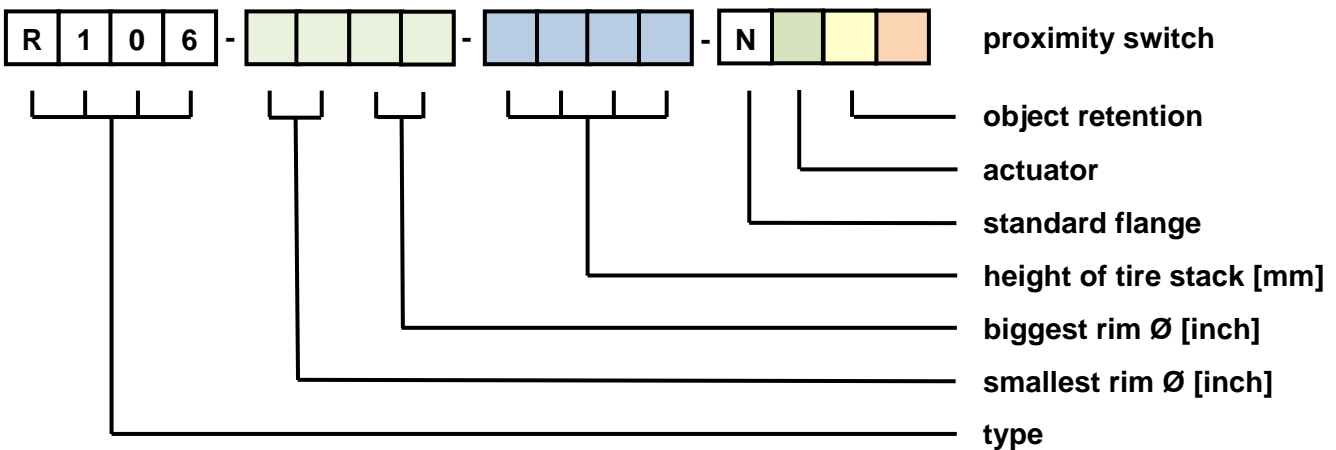 R 1 0 6 - - - N proximity switch
object retention
actuator
standard flange
height of tire stack [mm]
biggest rim Ø [inch]
smallest rim Ø [inch]
type